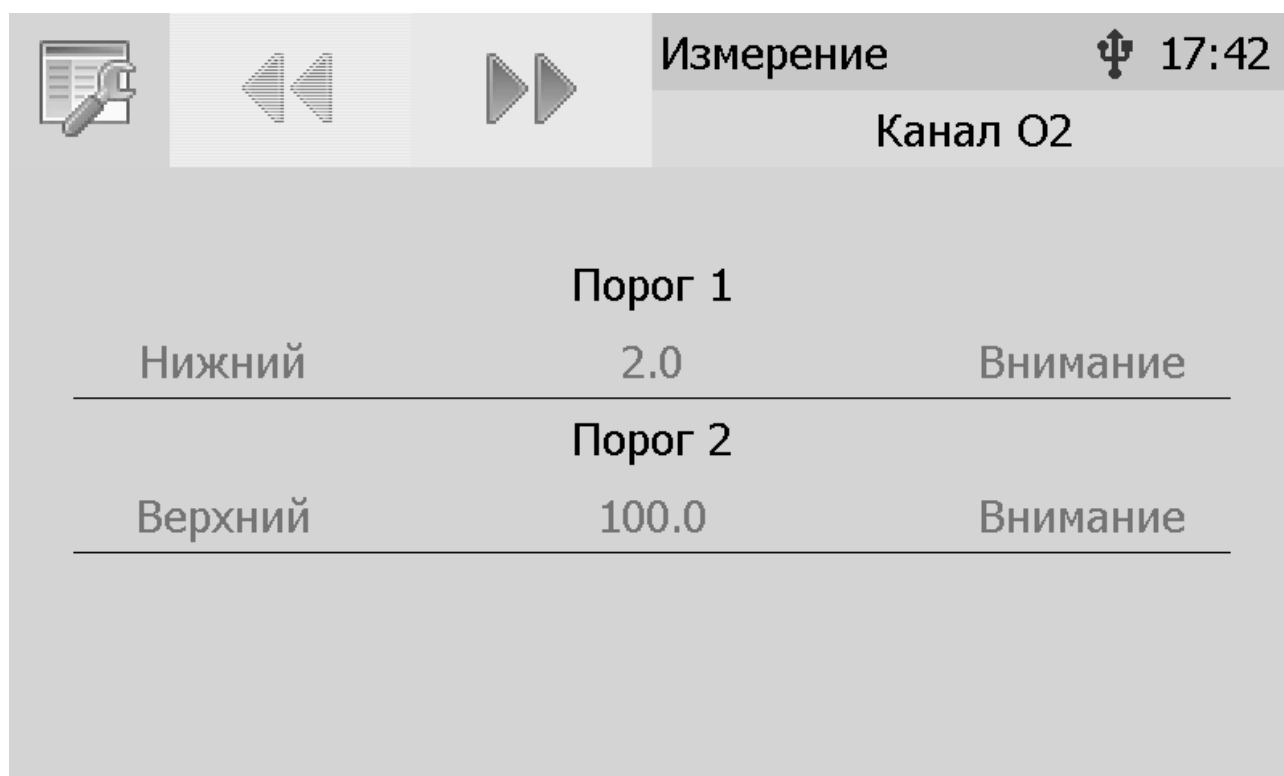 Измерение 17:42
Канал O2
Порог 1
Нижний 2.0 Внимание
Порог 2
Верхний 100.0 Внимание